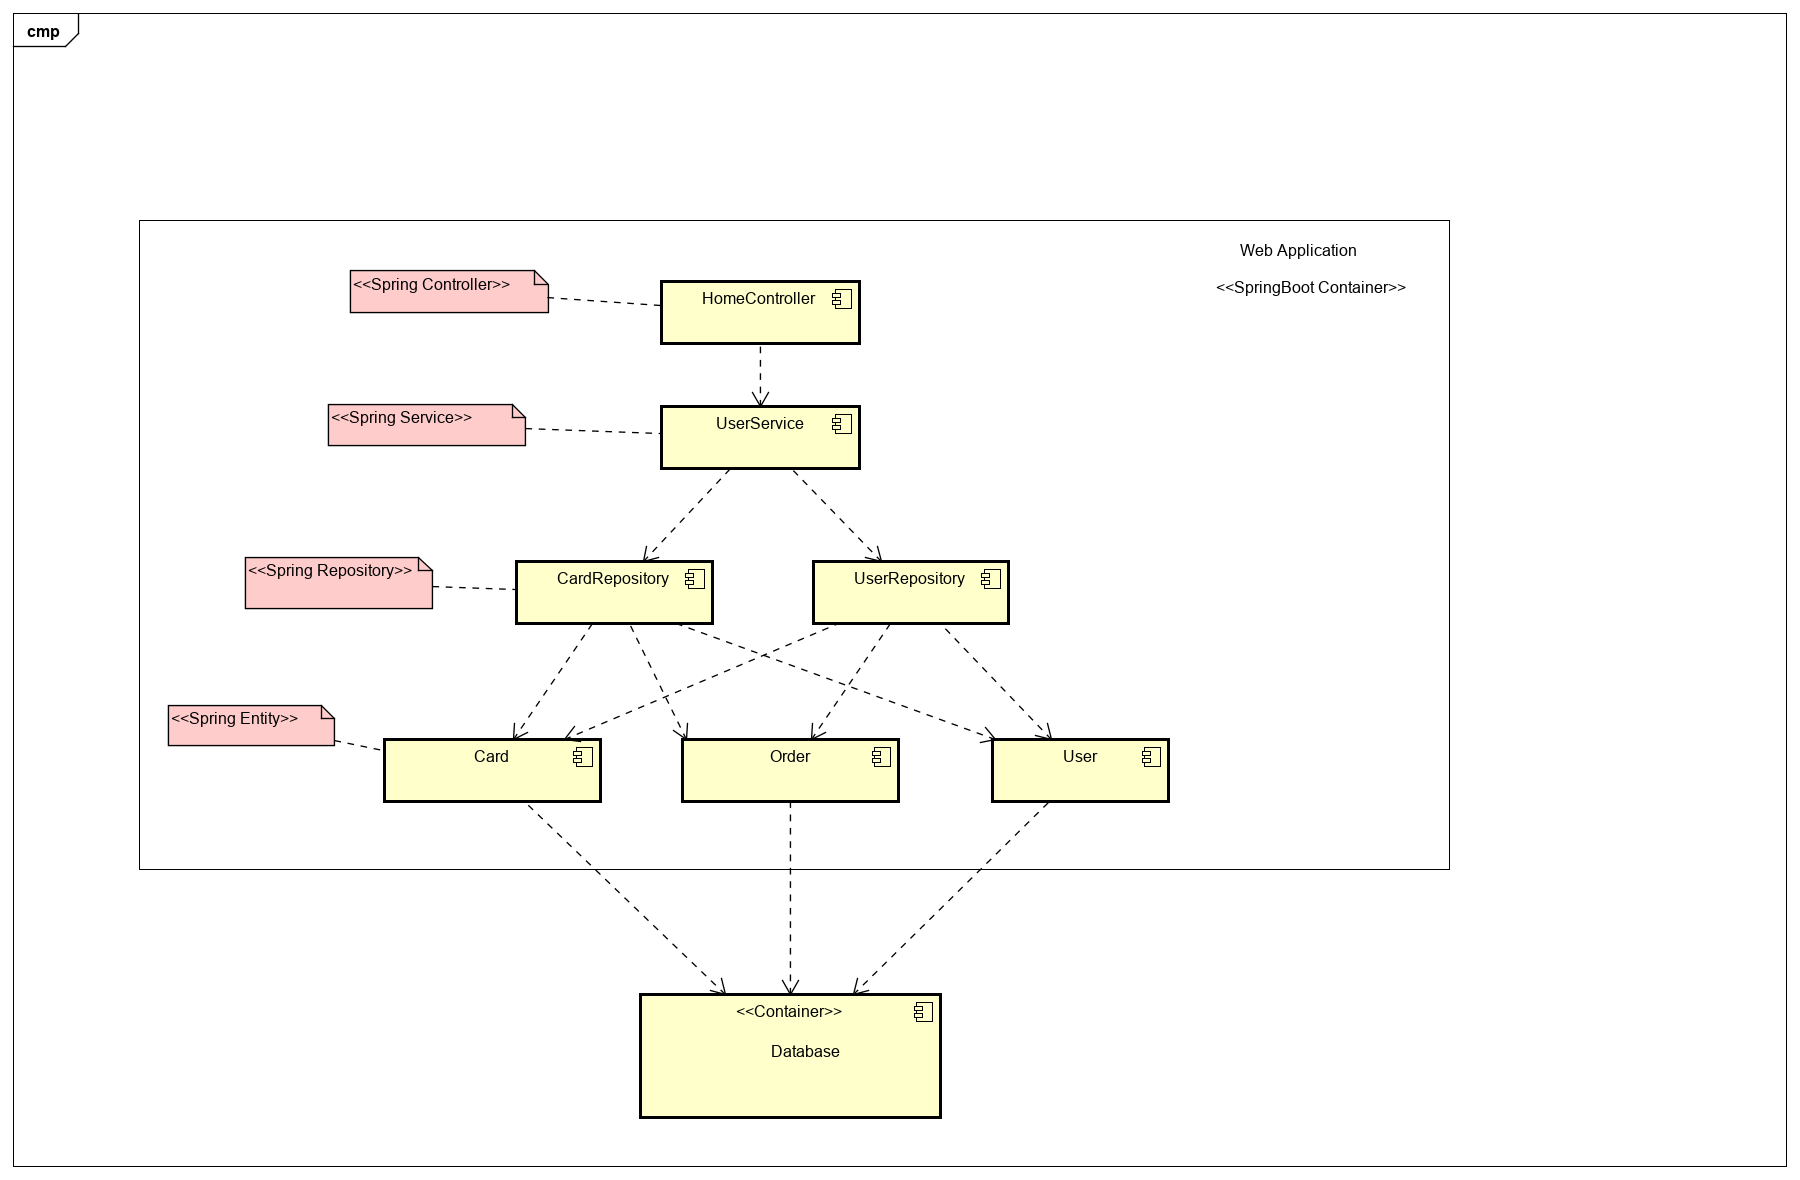 cmp
Web Application
<<SpringBoot Container>>
<<Spring Controller>>
HomeController
<<Spring Service>>
UserService
<<Spring Repository>>
CardRepository
UserRepository
<<Spring Entity>>
Card
Order
User
<<Container>>
Database